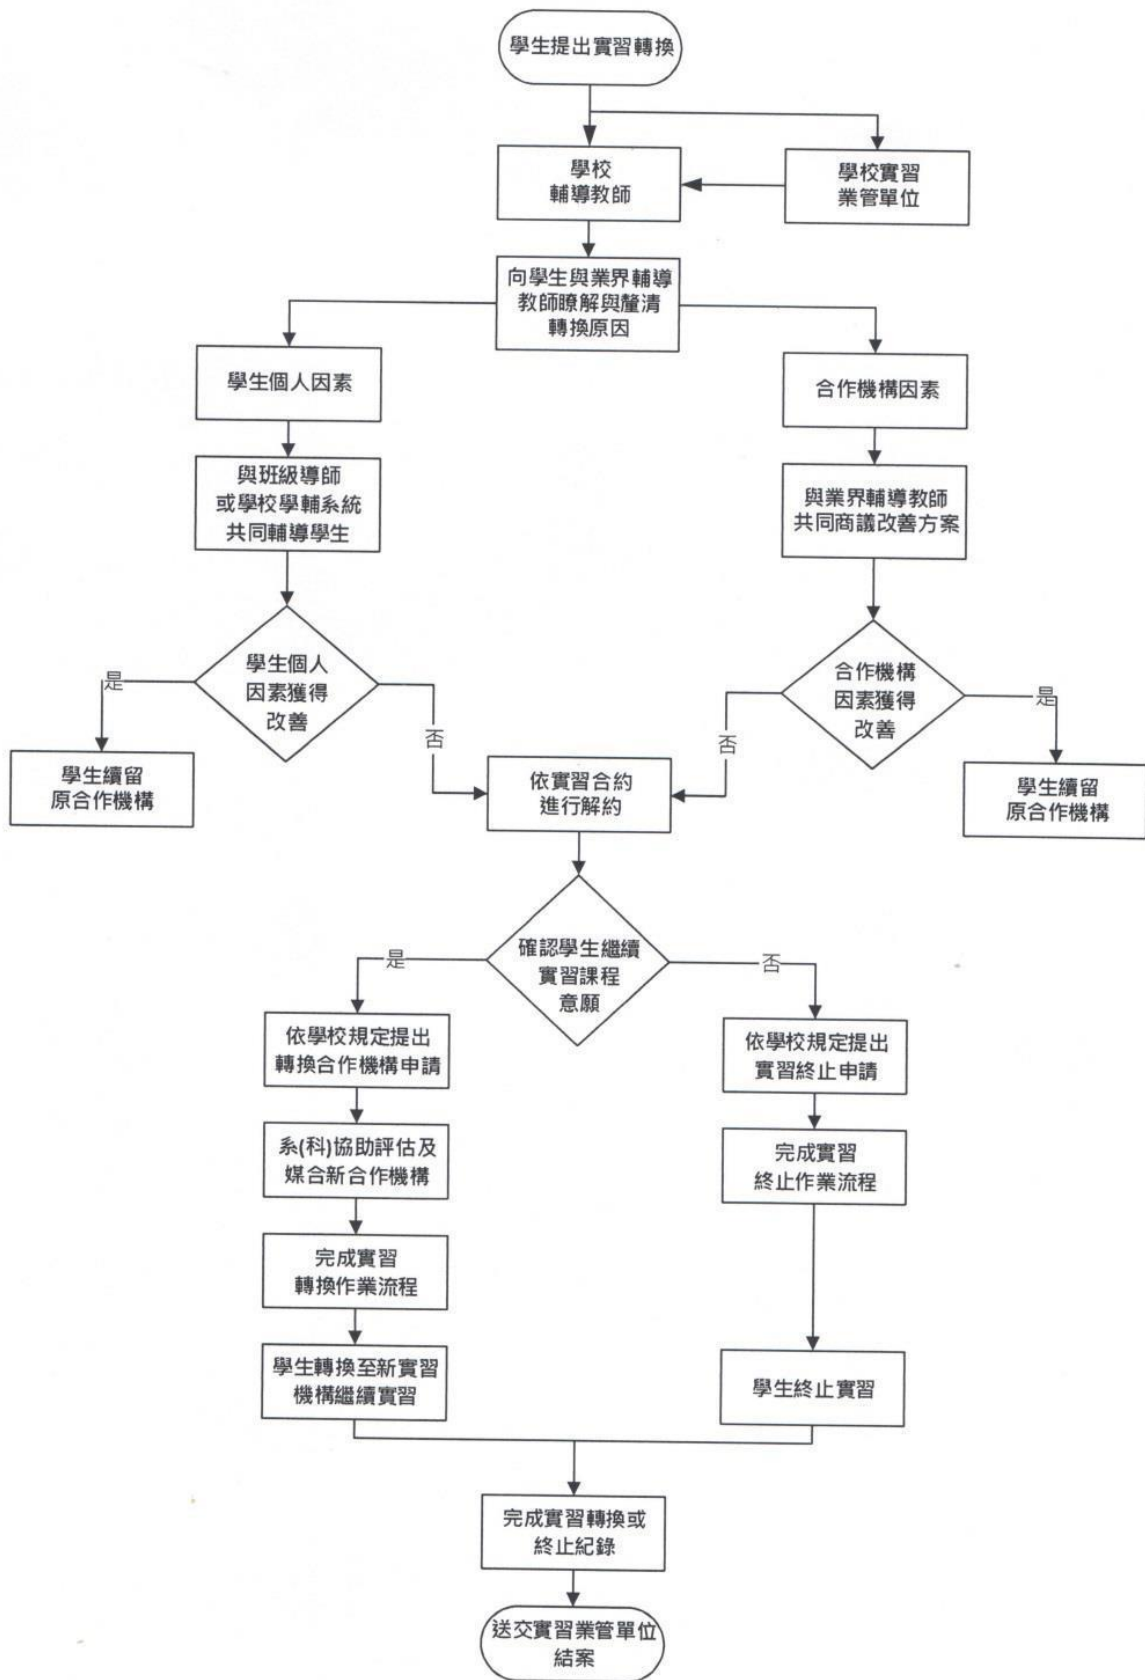 學生提出實習轉換
學校
輔導教師
學校實習
業管單位
向學生與業界輔導
教師瞭解與釐清
轉換原因
學生個人因素
合作機構因素
與班級導師
或學校學輔系統
共同輔導學生
與業界輔導教師
共同商議改善方案
學生個人
因素獲得
改善
合作機構
因素獲得
改善
是
否
否
是
學生續留
原合作機構
依實習合約
進行解約
學生續留
原合作機構
確認學生繼續
實習課程
意願
是
否
依學校規定提出
轉換合作機構申請
依學校規定提出
實習終止申請
系(科)協助評估及
媒合新合作機構
完成實習
終止作業流程
完成實習
轉換作業流程
學生轉換至新實習
機構繼續實習
學生終止實習
完成實習轉換或
終止紀錄
送交實習業管單位
結案